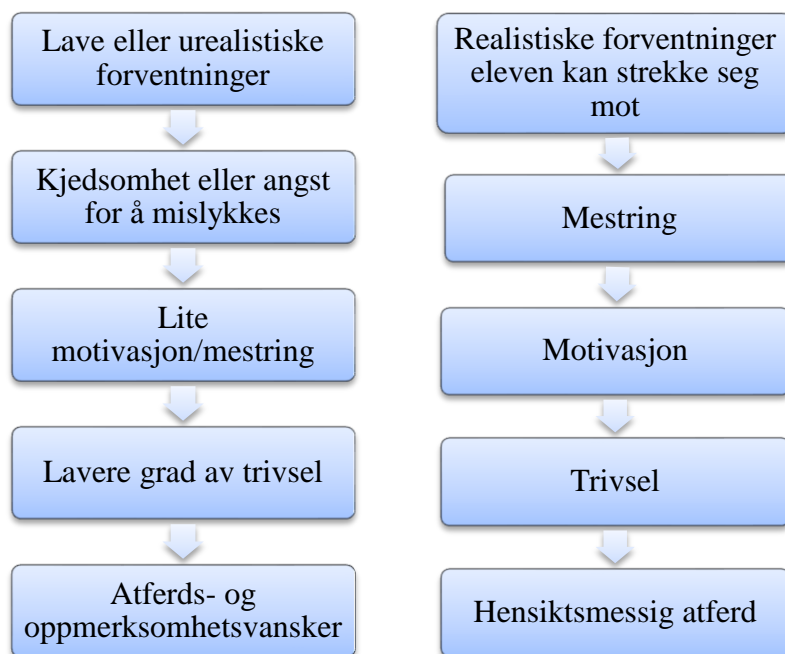 Lave eller urealistiske
forventninger
Kjedsomhet eller angst
for å mislykkes
Lite
motivasjon/mestring
Lavere grad av trivsel
Atferds- og
oppmerksomhetsvansker
Realistiske forventninger
eleven kan strekke seg
mot
Mestring
Motivasjon
Trivsel
Hensiktsmessig atferd